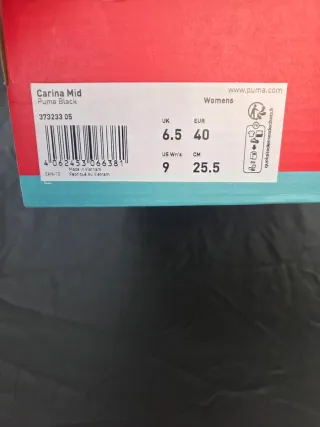 Carina Mid
Puma Black
www.puma.com
Womens
373233 05
UK EUR
6.5 40
US Wn's CM
9 25.5
4 062453 066381
Made in Vietnam
Fabriqué au Vietnam